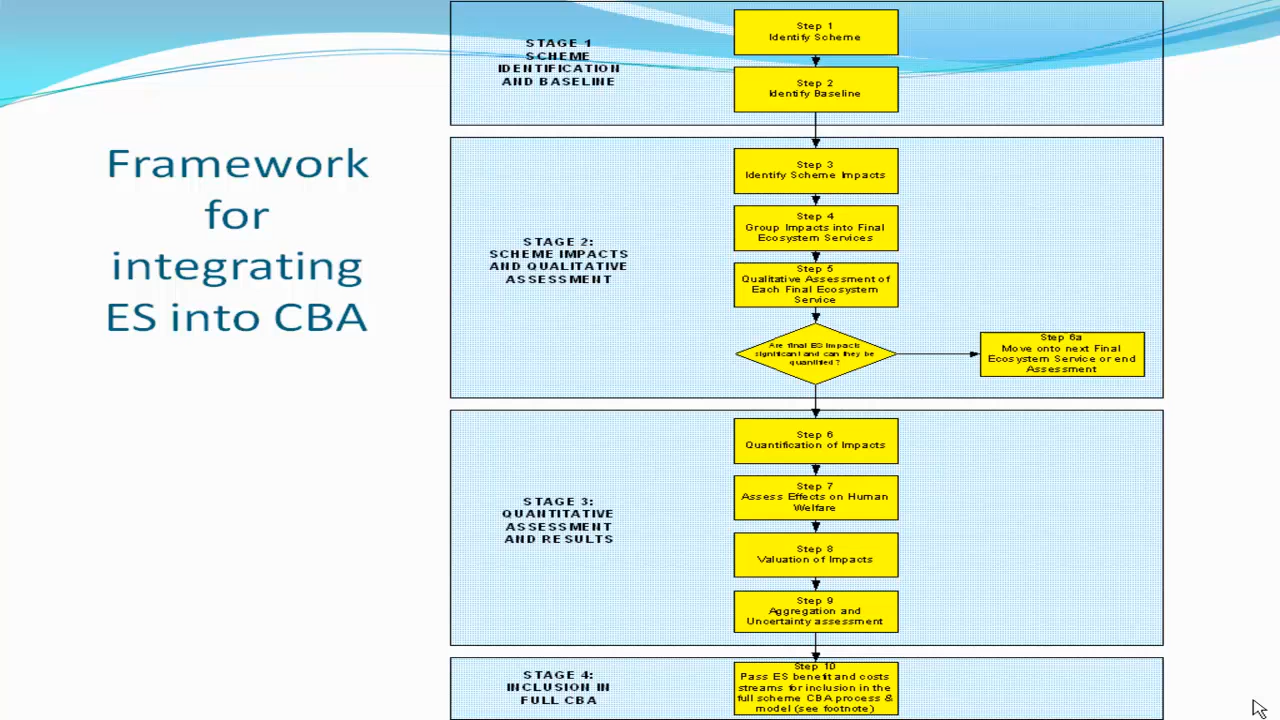 Framework
for
integrating
ES into CBA
STAGE 1
SCHEME
IDENTIFICATION
AND BASELINE
Step 1
Identify Scheme
Step 2
Identify Baseline
STAGE 2:
SCHEME IMPACTS
AND QUALITATIVE
ASSESSMENT
Step 3
Identify Scheme Impacts
Step 4
Group Impacts into Final
Ecosystem Services
Step 5
Qualitative Assessment of
Each Final Ecosystem
Service
Are final ES impacts
significant and can they be
quantified?
Step 6a
Move onto next Final
Ecosystem Service or end
Assessment
STAGE 3:
QUANTITATIVE
ASSESSMENT
AND RESULTS
Step 6
Quantification of Impacts
Step 7
Assess Effects on Human
Welfare
Step 8
Valuation of Impacts
Step 9
Aggregation and
Uncertainty assessment
STAGE 4:
INCLUSION IN
FULL CBA
Step 10
Pass ES benefit and costs
streams for inclusion in the
full scheme CBA process &
model (see footnote)